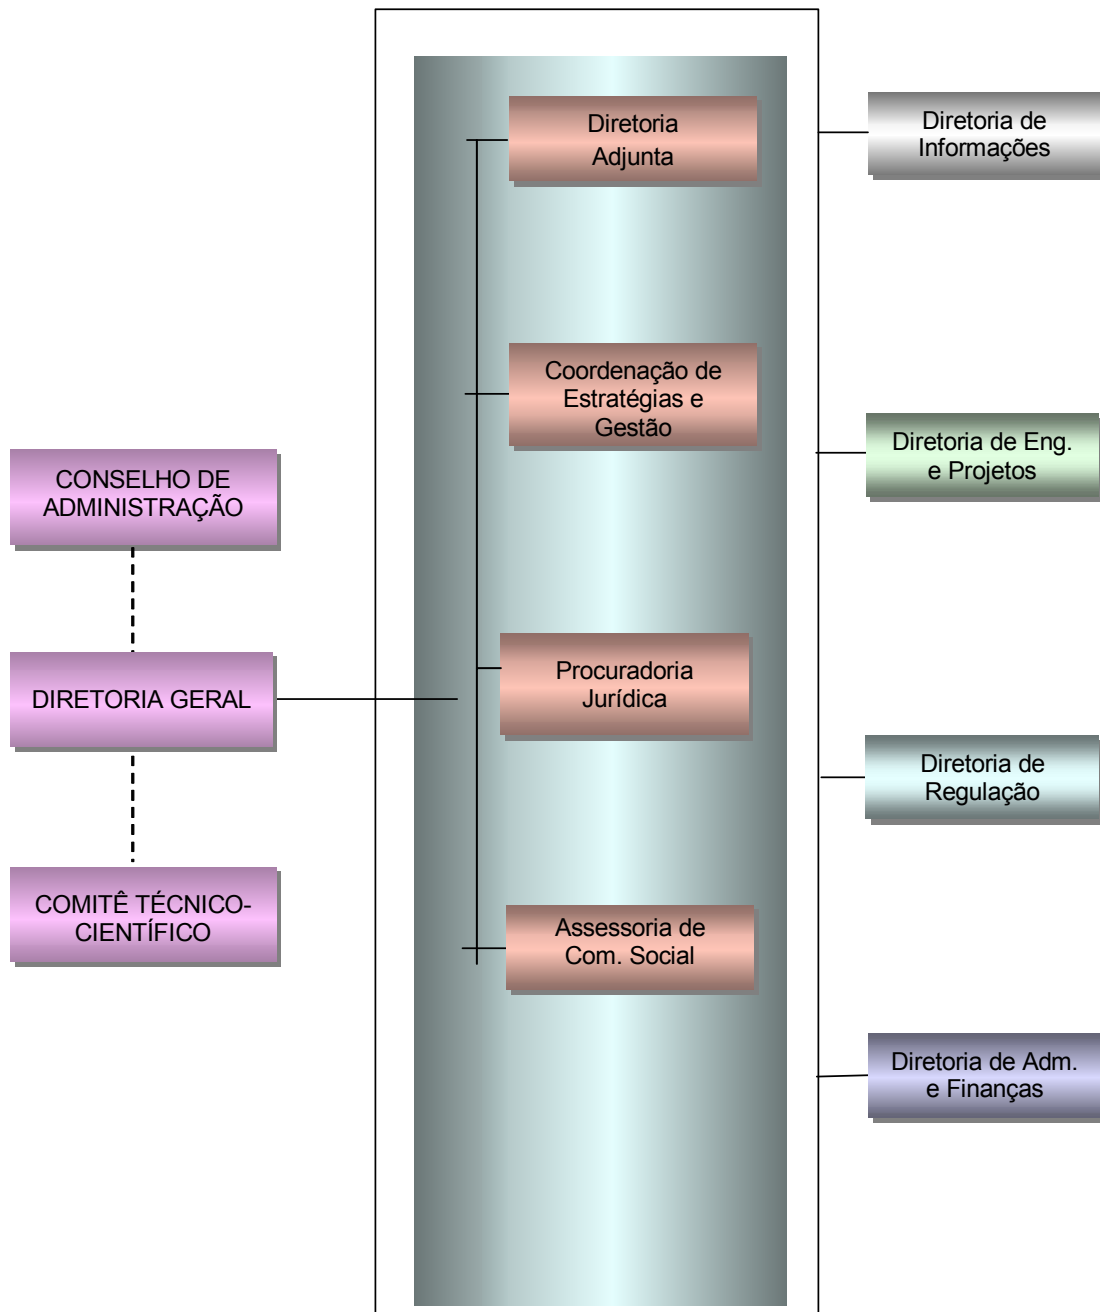 CONSELHO DE
ADMINISTRAÇÃO
DIRETORIA GERAL
COMITÊ TÉCNICO-
CIENTÍFICO
Diretoria
Adjunta
Coordenação de
Estratégias e
Gestão
Procuradoria
Jurídica
Assessoria de
Com. Social
Diretoria de
Informações
Diretoria de Eng.
e Projetos
Diretoria de
Regulação
Diretoria de Adm.
e Finanças